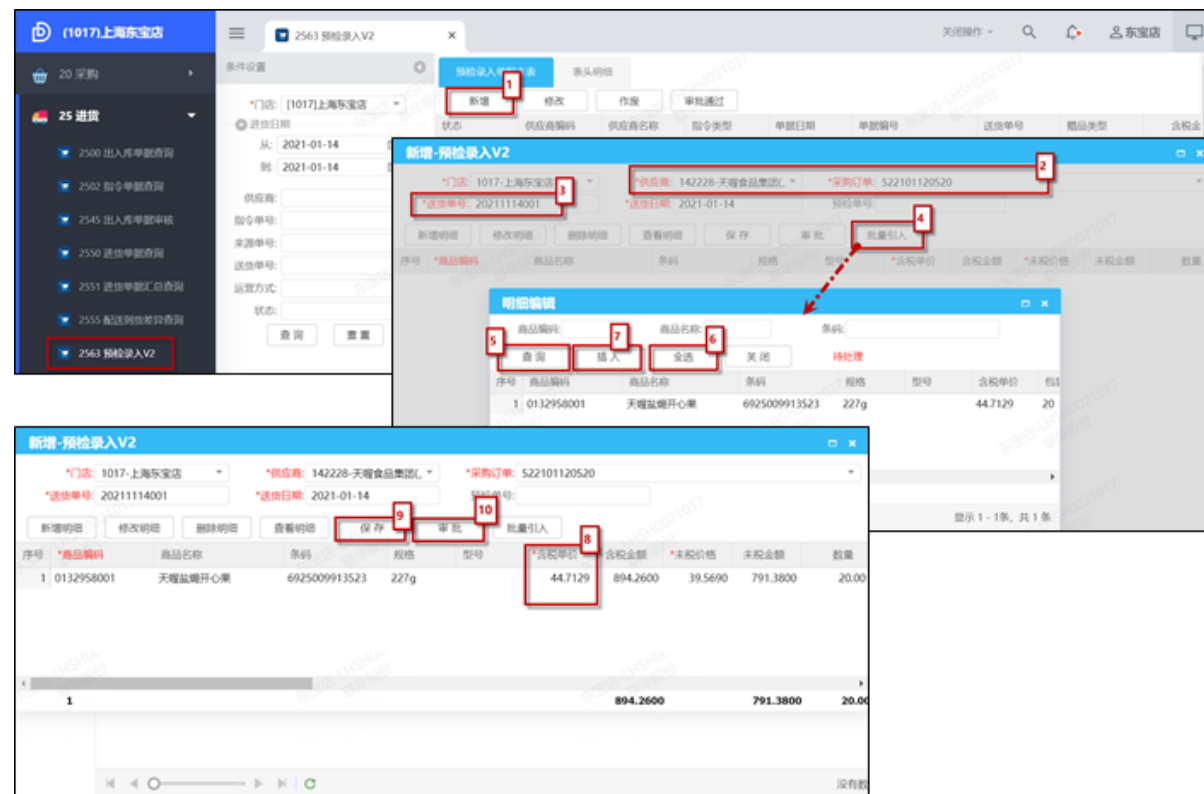 (1017)上海东宝店
2563 预检录入V2 ×
关闭操作
东宝店
20 采购
25 进货
2500 出入库单据查询
2502 指令单据查询
2545 出入库单据审核
2550 进货单据查询
2551 进货单据汇总查询
2555 配送到货差异查询
2563 预检录入V2
条件设置
*门店: [1017]上海东宝店
进货日期
从: 2021-01-14
到: 2021-01-14
供应商:
指令单号:
来源单号:
送货单号:
运营方式:
状态:
查 询 重 置
预检录入单据列表 表头明细
1
新增 修改 作废 审批通过
状态 供应商编码 供应商名称 指令类型 单据日期 单据编号 送货单号 赠品类型 含税金
新增-预检录入V2
2
*门店: 1017-上海东宝店 *供应商: 142228-天喔食品集团(. *采购订单: 522101120520
3
*送货单号: 20211114001 *送货日期: 2021-01-14 预检单号:
4
新增明细 修改明细 删除明细 查看明细 保 存 审 批 批量引入
序号 *商品编码 商品名称 条码 规格 型号 *含税单价 含税金额 *未税价格 未税金额 数量
明细编辑
商品编码: 商品名称: 条码:
5 7 6
查 询 插 入 全选 关 闭 待处理
序号 商品编码 商品名称 条码 规格 型号 含税单价
1 0132958001 天喔盐焗开心果 6925009913523 227g 44.7129 20
显示 1 - 1条, 共 1 条
新增-预检录入V2
*门店: 1017-上海东宝店 *供应商: 142228-天喔食品集团(. *采购订单: 522101120520
*送货单号: 20211114001 *送货日期: 2021-01-14 预检单号:
9 10
新增明细 修改明细 删除明细 查看明细 保 存 审 批 批量引入
8
序号 *商品编码 商品名称 条码 规格 型号 *含税单价 含税金额 *未税价格 未税金额 数量
1 0132958001 天喔盐焗开心果 6925009913523 227g 44.7129 894.2600 39.5690 791.3800 20.00
1 894.2600 791.3800 20.00
没有数